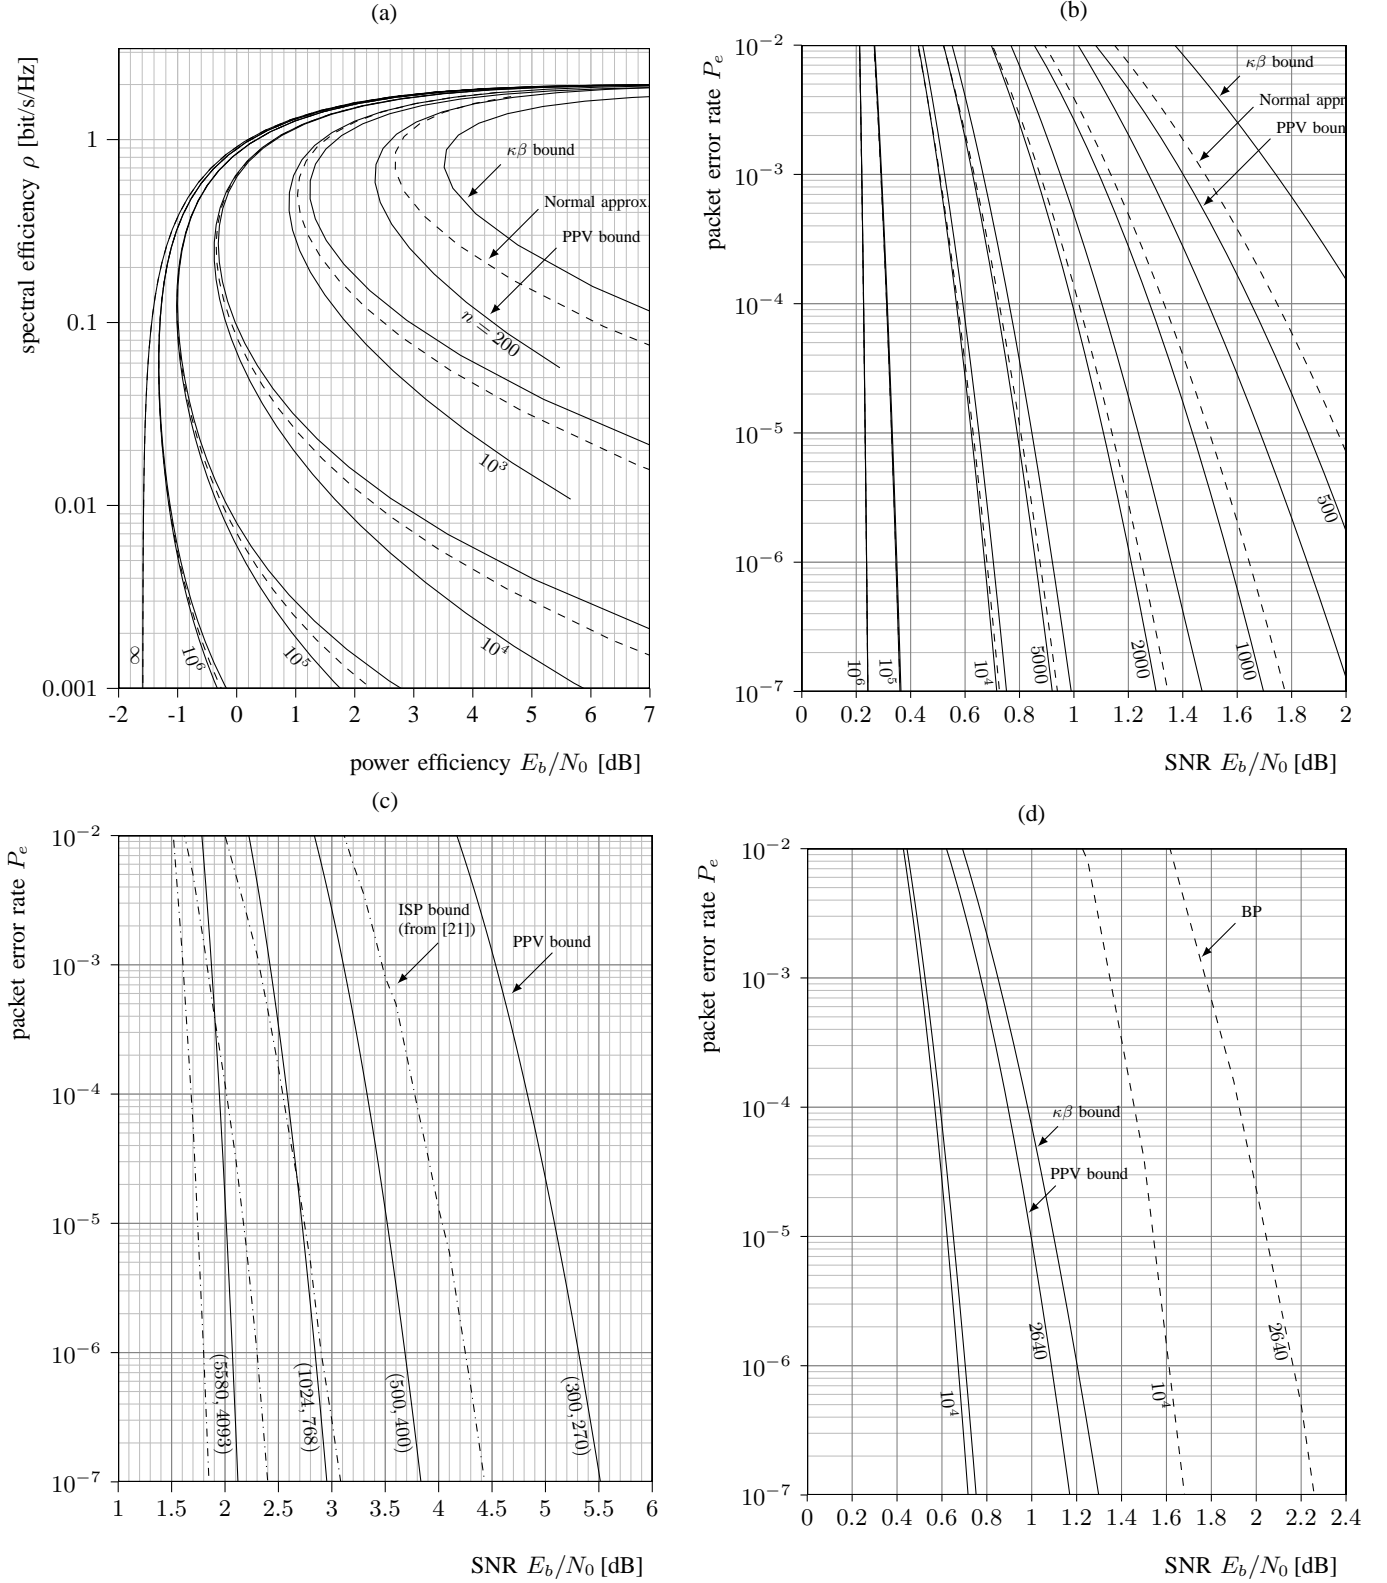 (a)
spectral efficiency ρ [bit/s/Hz]
1
0.1
0.01
0.001
κβ bound
Normal approx.
PPV bound
n = 200
10³
10⁴
10⁵
10⁶
∞
-2 -1 0 1 2 3 4 5 6 7
power efficiency E_b/N_0 [dB]
(b)
packet error rate P_e
10⁻²
10⁻³
10⁻⁴
10⁻⁵
10⁻⁶
10⁻⁷
κβ bound
Normal appr
PPV boun
500
10⁶
10⁵
10⁴
5000
2000
1000
0 0.2 0.4 0.6 0.8 1 1.2 1.4 1.6 1.8 2
SNR E_b/N_0 [dB]
(c)
packet error rate P_e
10⁻²
10⁻³
10⁻⁴
10⁻⁵
10⁻⁶
10⁻⁷
ISP bound
(from [21])
PPV bound
(5580, 4093)
(1024, 768)
(500, 400)
(300, 270)
1 1.5 2 2.5 3 3.5 4 4.5 5 5.5 6
SNR E_b/N_0 [dB]
(d)
packet error rate P_e
10⁻²
10⁻³
10⁻⁴
10⁻⁵
10⁻⁶
10⁻⁷
BP
κβ bound
PPV bound
2640
2640
10⁴
10⁴
0 0.2 0.4 0.6 0.8 1 1.2 1.4 1.6 1.8 2 2.2 2.4
SNR E_b/N_0 [dB]